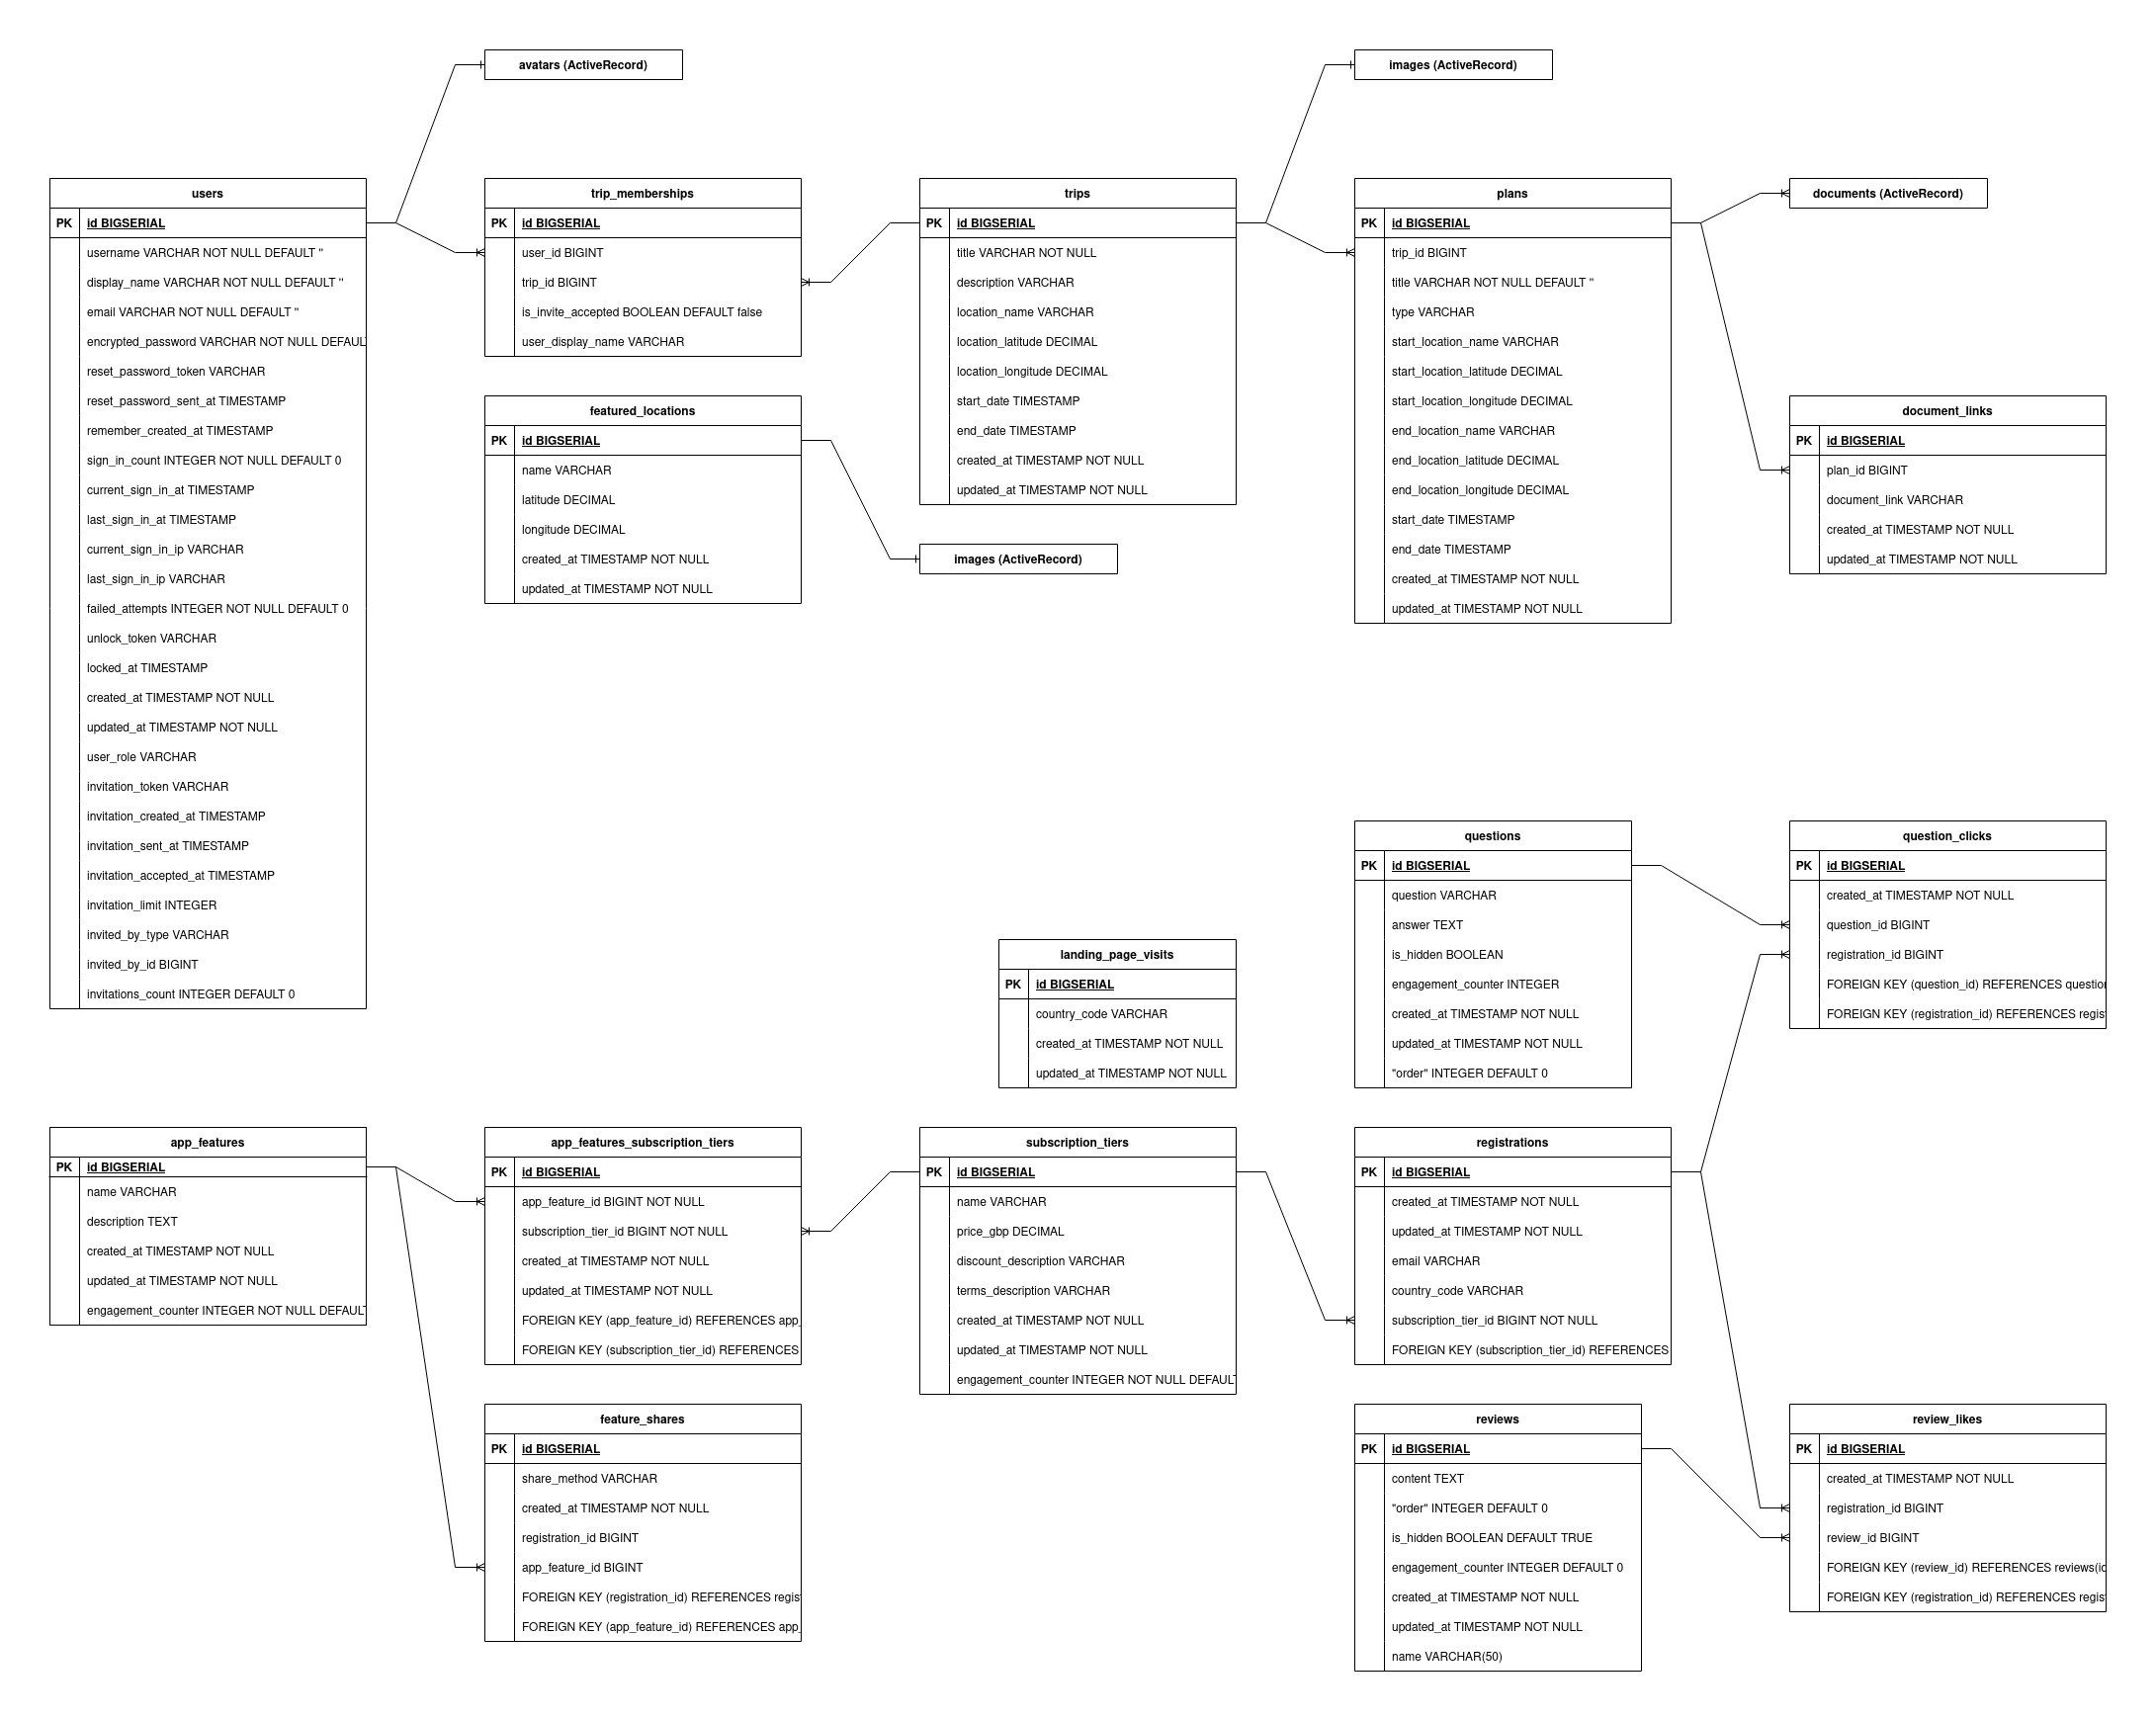 avatars (ActiveRecord)
images (ActiveRecord)
users
PK id BIGSERIAL
username VARCHAR NOT NULL DEFAULT ''
display_name VARCHAR NOT NULL DEFAULT ''
email VARCHAR NOT NULL DEFAULT ''
encrypted_password VARCHAR NOT NULL DEFAUL
reset_password_token VARCHAR
reset_password_sent_at TIMESTAMP
remember_created_at TIMESTAMP
sign_in_count INTEGER NOT NULL DEFAULT 0
current_sign_in_at TIMESTAMP
last_sign_in_at TIMESTAMP
current_sign_in_ip VARCHAR
last_sign_in_ip VARCHAR
failed_attempts INTEGER NOT NULL DEFAULT 0
unlock_token VARCHAR
locked_at TIMESTAMP
created_at TIMESTAMP NOT NULL
updated_at TIMESTAMP NOT NULL
user_role VARCHAR
invitation_token VARCHAR
invitation_created_at TIMESTAMP
invitation_sent_at TIMESTAMP
invitation_accepted_at TIMESTAMP
invitation_limit INTEGER
invited_by_type VARCHAR
invited_by_id BIGINT
invitations_count INTEGER DEFAULT 0
trip_memberships
PK id BIGSERIAL
user_id BIGINT
trip_id BIGINT
is_invite_accepted BOOLEAN DEFAULT false
user_display_name VARCHAR
featured_locations
PK id BIGSERIAL
name VARCHAR
latitude DECIMAL
longitude DECIMAL
created_at TIMESTAMP NOT NULL
updated_at TIMESTAMP NOT NULL
trips
PK id BIGSERIAL
title VARCHAR NOT NULL
description VARCHAR
location_name VARCHAR
location_latitude DECIMAL
location_longitude DECIMAL
start_date TIMESTAMP
end_date TIMESTAMP
created_at TIMESTAMP NOT NULL
updated_at TIMESTAMP NOT NULL
images (ActiveRecord)
plans
PK id BIGSERIAL
trip_id BIGINT
title VARCHAR NOT NULL DEFAULT ''
type VARCHAR
start_location_name VARCHAR
start_location_latitude DECIMAL
start_location_longitude DECIMAL
end_location_name VARCHAR
end_location_latitude DECIMAL
end_location_longitude DECIMAL
start_date TIMESTAMP
end_date TIMESTAMP
created_at TIMESTAMP NOT NULL
updated_at TIMESTAMP NOT NULL
documents (ActiveRecord)
document_links
PK id BIGSERIAL
plan_id BIGINT
document_link VARCHAR
created_at TIMESTAMP NOT NULL
updated_at TIMESTAMP NOT NULL
landing_page_visits
PK id BIGSERIAL
country_code VARCHAR
created_at TIMESTAMP NOT NULL
updated_at TIMESTAMP NOT NULL
questions
PK id BIGSERIAL
question VARCHAR
answer TEXT
is_hidden BOOLEAN
engagement_counter INTEGER
created_at TIMESTAMP NOT NULL
updated_at TIMESTAMP NOT NULL
"order" INTEGER DEFAULT 0
question_clicks
PK id BIGSERIAL
created_at TIMESTAMP NOT NULL
question_id BIGINT
registration_id BIGINT
FOREIGN KEY (question_id) REFERENCES question
FOREIGN KEY (registration_id) REFERENCES regis
app_features
PK id BIGSERIAL
name VARCHAR
description TEXT
created_at TIMESTAMP NOT NULL
updated_at TIMESTAMP NOT NULL
engagement_counter INTEGER NOT NULL DEFAULT
app_features_subscription_tiers
PK id BIGSERIAL
app_feature_id BIGINT NOT NULL
subscription_tier_id BIGINT NOT NULL
created_at TIMESTAMP NOT NULL
updated_at TIMESTAMP NOT NULL
FOREIGN KEY (app_feature_id) REFERENCES app_
FOREIGN KEY (subscription_tier_id) REFERENCES
feature_shares
PK id BIGSERIAL
share_method VARCHAR
created_at TIMESTAMP NOT NULL
registration_id BIGINT
app_feature_id BIGINT
FOREIGN KEY (registration_id) REFERENCES regis
FOREIGN KEY (app_feature_id) REFERENCES app_
subscription_tiers
PK id BIGSERIAL
name VARCHAR
price_gbp DECIMAL
discount_description VARCHAR
terms_description VARCHAR
created_at TIMESTAMP NOT NULL
updated_at TIMESTAMP NOT NULL
engagement_counter INTEGER NOT NULL DEFAULT
registrations
PK id BIGSERIAL
created_at TIMESTAMP NOT NULL
updated_at TIMESTAMP NOT NULL
email VARCHAR
country_code VARCHAR
subscription_tier_id BIGINT NOT NULL
FOREIGN KEY (subscription_tier_id) REFERENCES
reviews
PK id BIGSERIAL
content TEXT
"order" INTEGER DEFAULT 0
is_hidden BOOLEAN DEFAULT TRUE
engagement_counter INTEGER DEFAULT 0
created_at TIMESTAMP NOT NULL
updated_at TIMESTAMP NOT NULL
name VARCHAR(50)
review_likes
PK id BIGSERIAL
created_at TIMESTAMP NOT NULL
registration_id BIGINT
review_id BIGINT
FOREIGN KEY (review_id) REFERENCES reviews(id
FOREIGN KEY (registration_id) REFERENCES regis